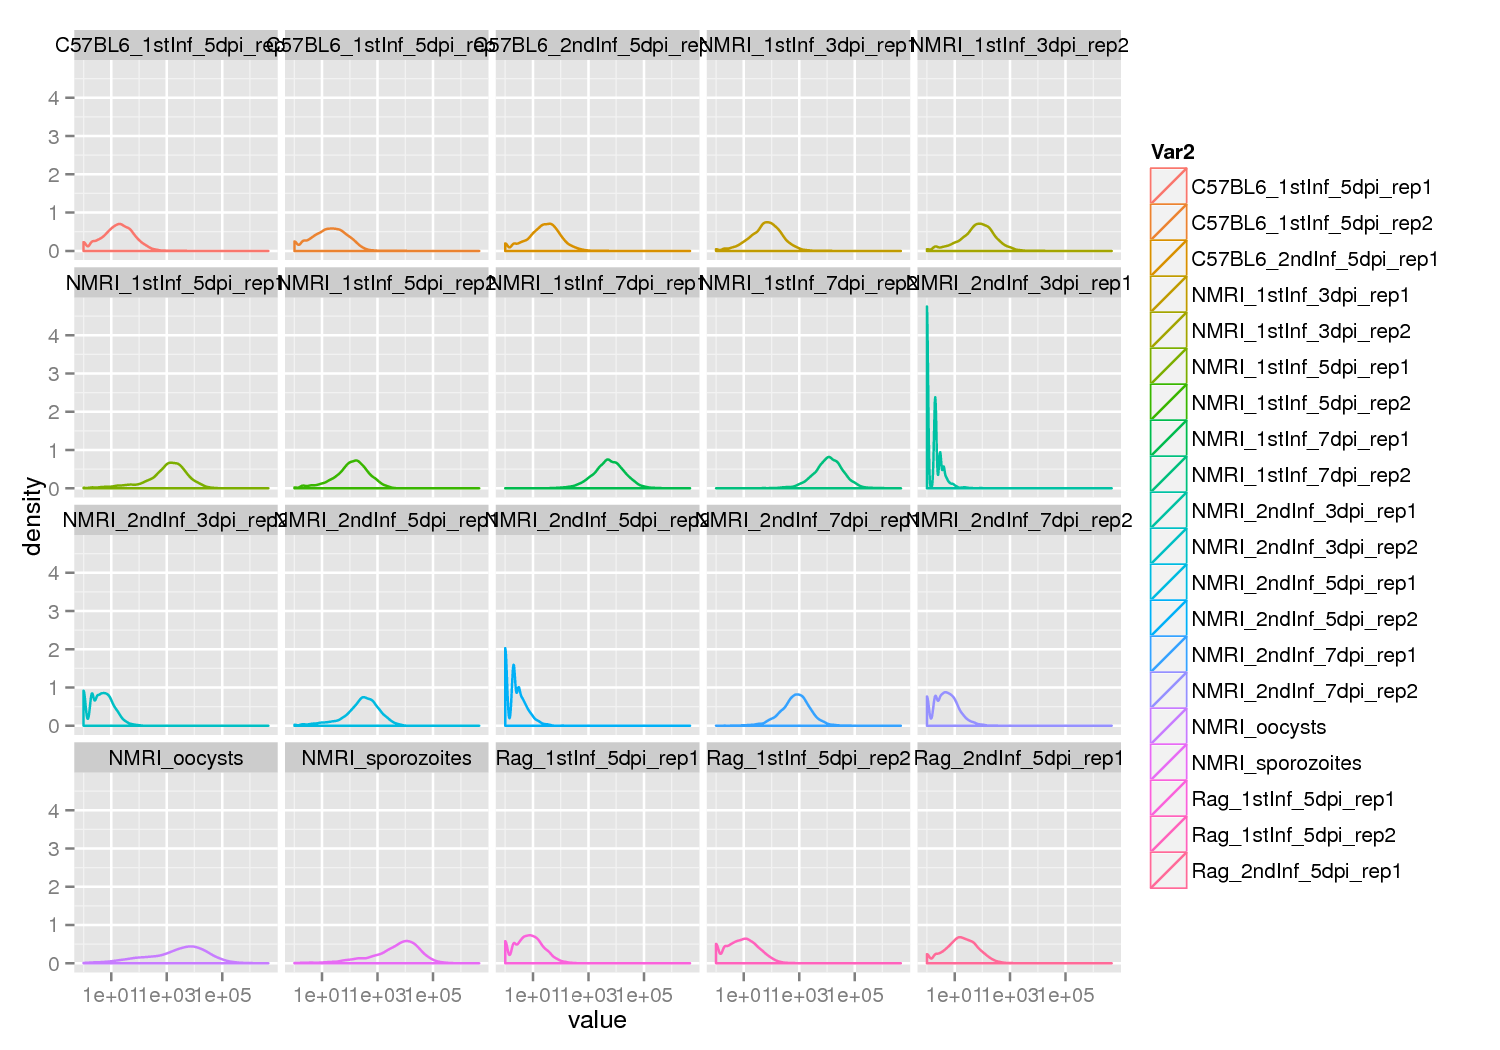 C57BL6_1stInf_5dpi_rep
C57BL6_1stInf_5dpi_rep
C57BL6_2ndInf_5dpi_rep
NMRI_1stInf_3dpi_rep1
NMRI_1stInf_3dpi_rep2
4
3
2
1
0
NMRI_1stInf_5dpi_rep1
NMRI_1stInf_5dpi_rep2
NMRI_1stInf_7dpi_rep1
NMRI_1stInf_7dpi_rep2
NMRI_2ndInf_3dpi_rep1
4
3
2
1
0
NMRI_2ndInf_3dpi_rep2
NMRI_2ndInf_5dpi_rep1
NMRI_2ndInf_5dpi_rep2
NMRI_2ndInf_7dpi_rep1
NMRI_2ndInf_7dpi_rep2
4
3
2
1
0
NMRI_oocysts
NMRI_sporozoites
Rag_1stInf_5dpi_rep1
Rag_1stInf_5dpi_rep2
Rag_2ndInf_5dpi_rep1
4
3
2
1
0
1e+01 1e+03 1e+05
1e+01 1e+03 1e+05
1e+01 1e+03 1e+05
1e+01 1e+03 1e+05
1e+01 1e+03 1e+05
value
density
Var2
C57BL6_1stInf_5dpi_rep1
C57BL6_1stInf_5dpi_rep2
C57BL6_2ndInf_5dpi_rep1
NMRI_1stInf_3dpi_rep1
NMRI_1stInf_3dpi_rep2
NMRI_1stInf_5dpi_rep1
NMRI_1stInf_5dpi_rep2
NMRI_1stInf_7dpi_rep1
NMRI_1stInf_7dpi_rep2
NMRI_2ndInf_3dpi_rep1
NMRI_2ndInf_3dpi_rep2
NMRI_2ndInf_5dpi_rep1
NMRI_2ndInf_5dpi_rep2
NMRI_2ndInf_7dpi_rep1
NMRI_2ndInf_7dpi_rep2
NMRI_oocysts
NMRI_sporozoites
Rag_1stInf_5dpi_rep1
Rag_1stInf_5dpi_rep2
Rag_2ndInf_5dpi_rep1